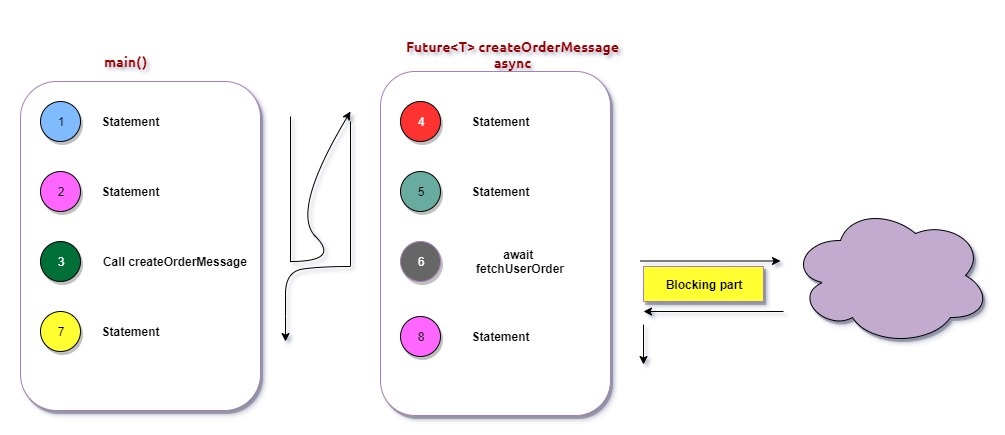 main()
1 Statement
2 Statement
3 Call createOrderMessage
7 Statement
Future<T> createOrderMessage
async
4 Statement
5 Statement
6 await
fetchUserOrder
8 Statement
Blocking part